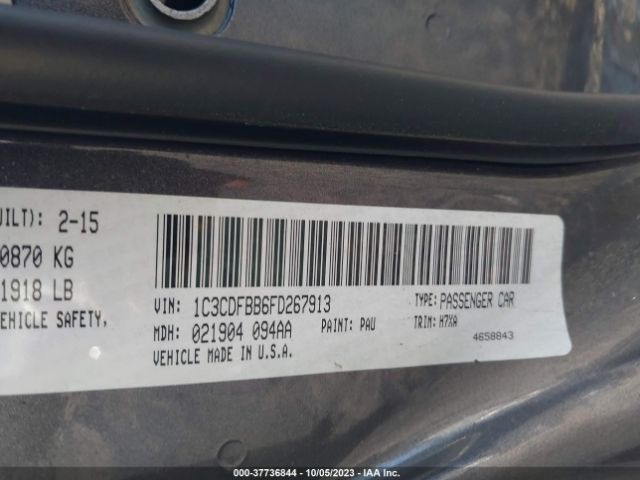 UILT): 2-15
0870 KG
1918 LB
EHICLE SAFETY,
VIN: 1C3CDFBB6FD267913
TYPE: PASSENGER CAR
MDH: 021904 094AA
PAINT: PAU
TRIM: H7XA
VEHICLE MADE IN U.S.A.
4658843
000-37736844 - 10/05/2023 - IAA Inc.